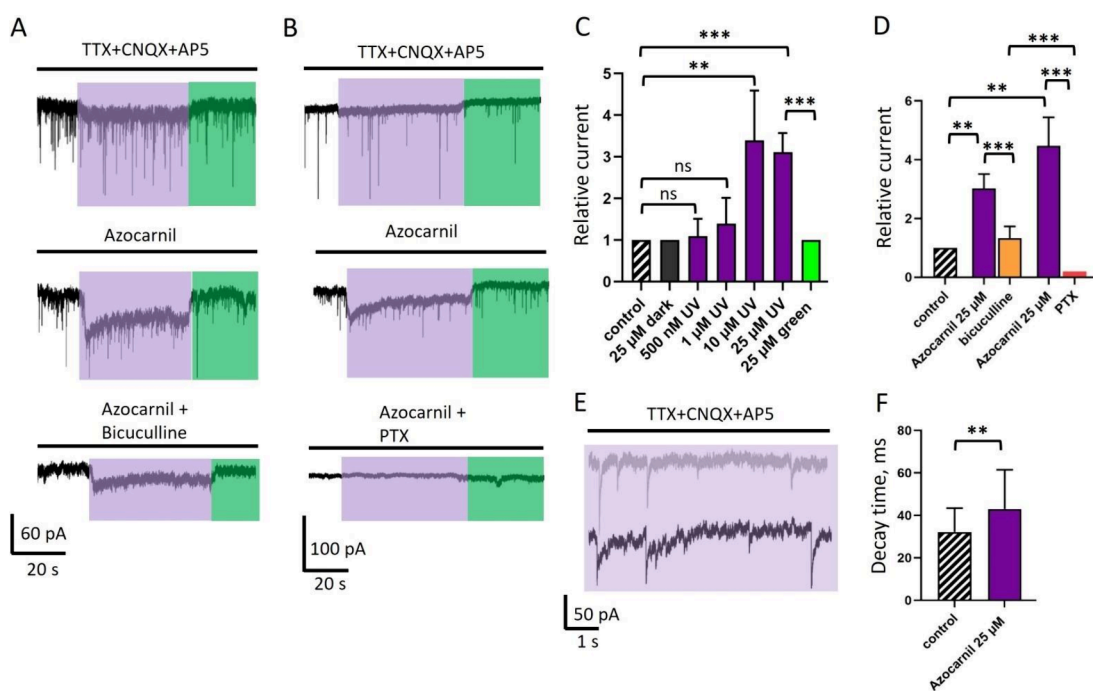 A
TTX+CNQX+AP5
Azocarnil
Azocarnil +
Bicuculline
60 pA
20 s
B
TTX+CNQX+AP5
Azocarnil
Azocarnil +
PTX
100 pA
20 s
C
***
**
***
ns
ns
Relative current
5
4
3
2
1
0
control
25 µM dark
500 nM UV
1 µM UV
10 µM UV
25 µM UV
25 µM green
D
***
***
**
**
***
Relative current
6
4
2
0
control
Azocarnil 25 µM
bicuculline
Azocarnil 25 µM
PTX
E
TTX+CNQX+AP5
50 pA
1 s
F
**
Decay time, ms
80
60
40
20
0
control
Azocarnil 25 µM